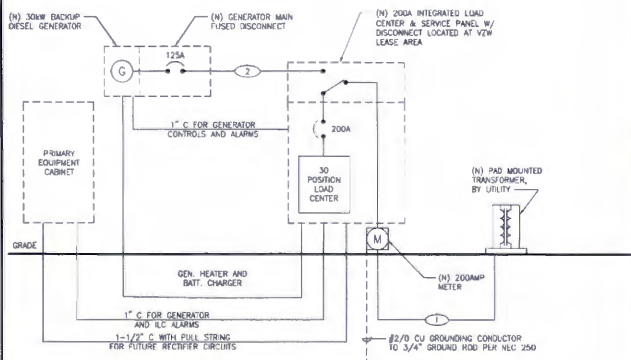 (N) 30kW BACKUP
DIESEL GENERATOR
(N) GENERATOR MAIN
FUSED DISCONNECT
(N) 200A INTEGRATED LOAD
CENTER & SERVICE PANEL W/
DISCONNECT LOCATED AT VZW
LEASE AREA
125A
G
2
1" C FOR GENERATOR
CONTROLS AND ALARMS
200A
PRIMARY
EQUIPMENT
CABINET
30
POSITION
LOAD
CENTER
(N) PAD MOUNTED
TRANSFORMER,
BY UTILITY
GRADE
M
GEN. HEATER AND
BATT. CHARGER
(N) 200AMP
METER
1" C FOR GENERATOR
AND ILC ALARMS
1
1-1/2" C WITH PULL STRING
FOR FUTURE RECTIFIER CIRCUITS
#2/0 CU GROUNDING CONDUCTOR
TO 3/4" GROUND ROD PER NEC 250